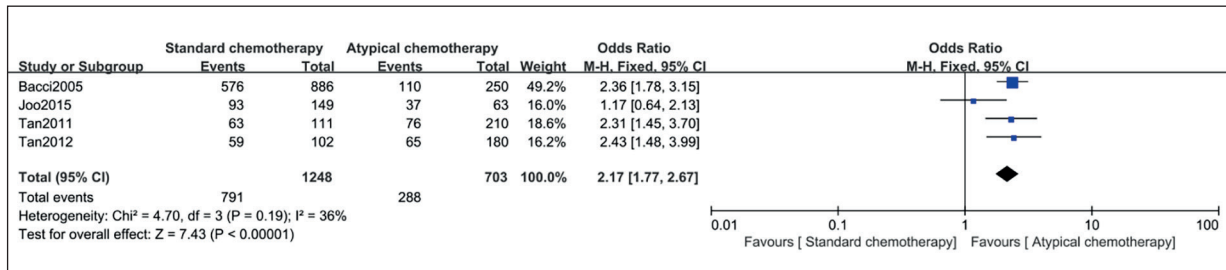 Standard chemotherapy Atypical chemotherapy Odds Ratio Odds Ratio
Study or Subgroup Events Total Events Total Weight M-H, Fixed, 95% CI M-H, Fixed, 95% CI
Bacci2005 576 886 110 250 49.2% 2.36 [1.78, 3.15]
Joo2015 93 149 37 63 16.0% 1.17 [0.64, 2.13]
Tan2011 63 111 76 210 18.6% 2.31 [1.45, 3.70]
Tan2012 59 102 65 180 16.2% 2.43 [1.48, 3.99]
Total (95% CI) 1248 703 100.0% 2.17 [1.77, 2.67]
Total events 791 288
Heterogeneity: Chi² = 4.70, df = 3 (P = 0.19); I² = 36%
Test for overall effect: Z = 7.43 (P < 0.00001)
0.01 0.1 1 10 100
Favours [ Standard chemotherapy] Favours [ Atypical chemotherapy]